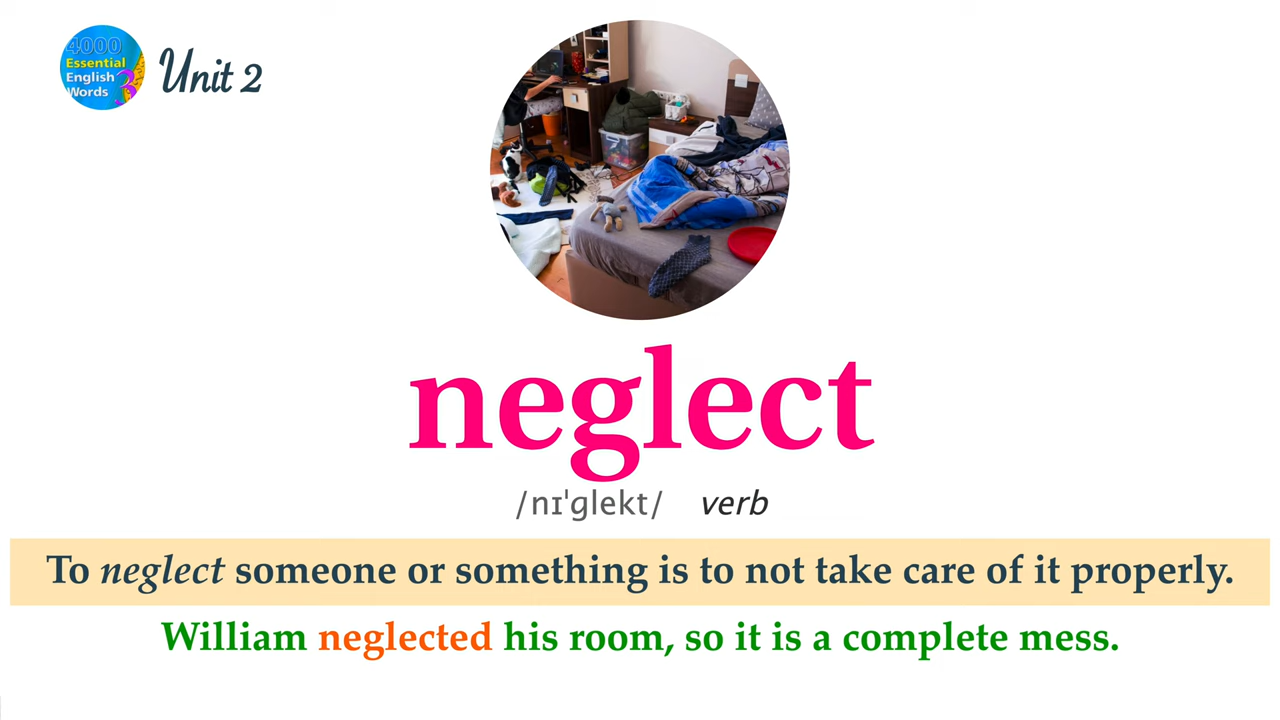 4000
Essential
English
Words 3
Unit 2
neglect
/nɪˈglekt/ verb
To neglect someone or something is to not take care of it properly.
William neglected his room, so it is a complete mess.